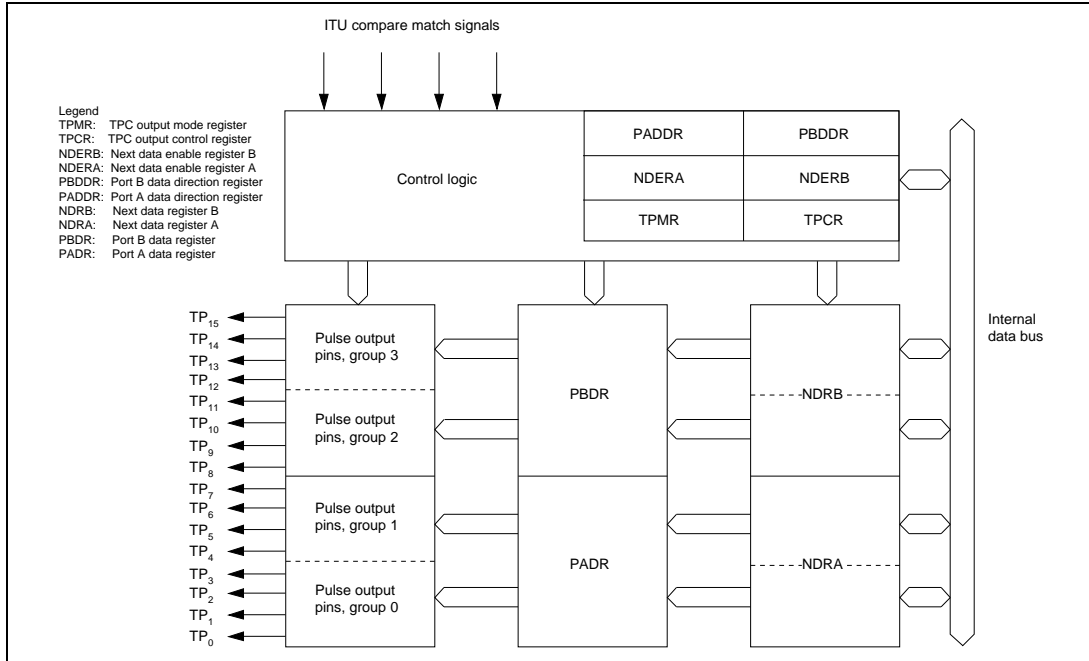 ITU compare match signals
Legend
TPMR: TPC output mode register
TPCR: TPC output control register
NDERB: Next data enable register B
NDERA: Next data enable register A
PBDDR: Port B data direction register
PADDR: Port A data direction register
NDRB: Next data register B
NDRA: Next data register A
PBDR: Port B data register
PADR: Port A data register
Control logic
PADDR PBDDR
NDERA NDERB
TPMR TPCR
Internal
data bus
TP15
TP14
TP13
TP12
TP11
TP10
TP9
TP8
TP7
TP6
TP5
TP4
TP3
TP2
TP1
TP0
Pulse output
pins, group 3
Pulse output
pins, group 2
Pulse output
pins, group 1
Pulse output
pins, group 0
PBDR
PADR
NDRB
NDRA